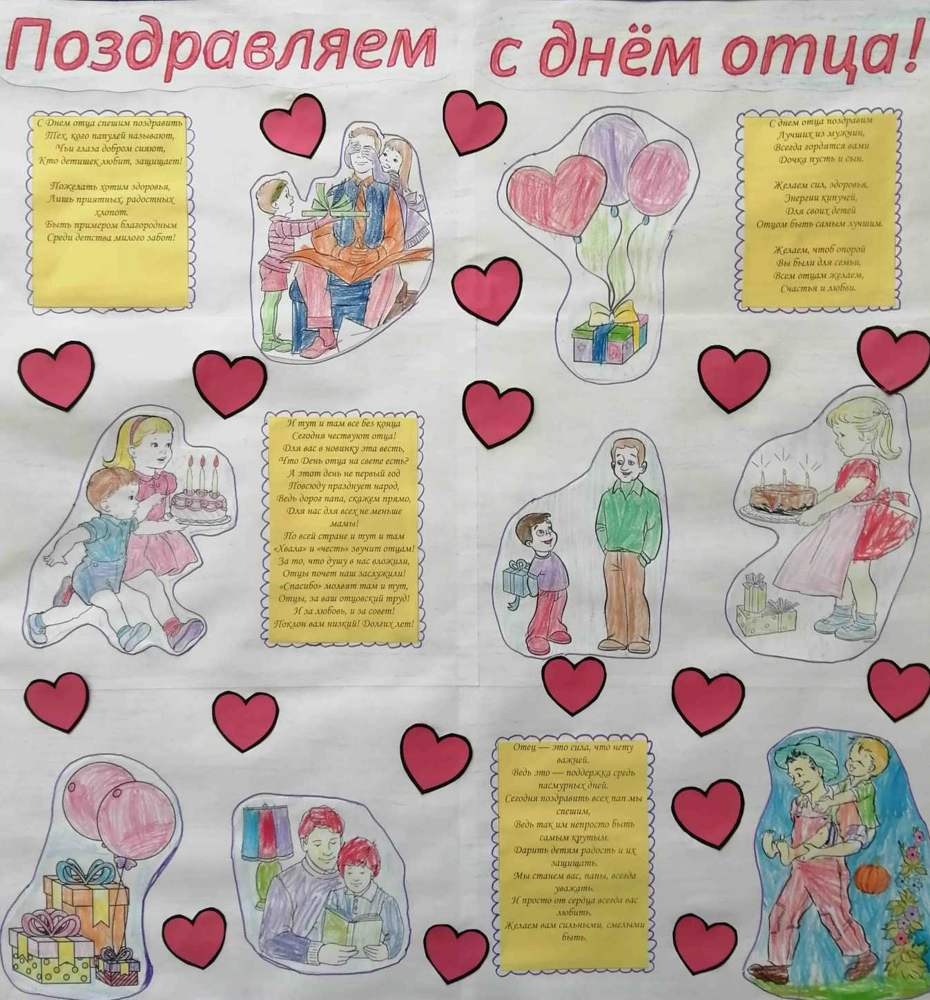 Поздравляем с днём отца!
С Днем отца спешим поздравить
Тех, кого папулей называют,
Чьи глаза добром сияют,
Кто детишек любит, защищает!
Пожелать хотим здоровья,
Лишь приятных, радостных
хлопот.
Быть примером благородным
Среди детства милого забот!
С днем отца поздравим
Лучших из мужчин,
Всегда гордятся вами
Дочка пусть и сын.
Желаем сил, здоровья,
Энергии кипучей,
Для своих детей
Отцом быть самым лучшим.
Желаем, чтоб опорой
Вы были для семьи,
Всем отцам желаем,
Счастья и любви.
И тут и там все без конца
Сегодня чествуют отца!
Для вас в новинку эта весть,
Что День отца на свете есть?
А этот день не первый год
Повсюду празднует народ,
Ведь дорог папа, скажем прямо,
Для нас для всех не меньше
мамы!
По всей стране и тут и там
«Хвала» и «честь» звучит отцам!
За то, что душу в нас вложили,
Отцы почет наш заслужили!
«Спасибо» молвят там и тут,
Отцы, за ваш отцовский труд!
И за любовь, и за совет!
Поклон вам низкий! Долгих лет!
Отец — это сила, что нету
важней.
Ведь это — поддержка средь
пасмурных дней.
Сегодня поздравить всех пап мы
спешим,
Ведь так им непросто быть
самым крутым.
Дарить детям радость и их
защищать.
Мы станем вас, папы, всегда
уважать.
И просто от сердца всегда вас
любить.
Желаем вам сильными, смелыми
быть.